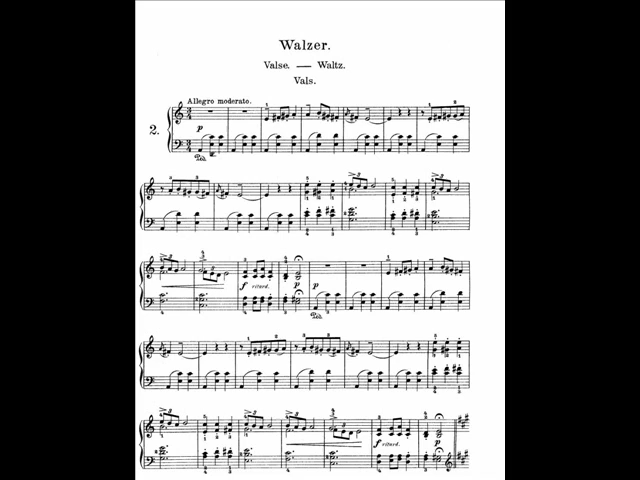 Walzer.
Valse. — Waltz.
Vals.
Allegro moderato.
2.
p
f ritard. p p
f ritard. p